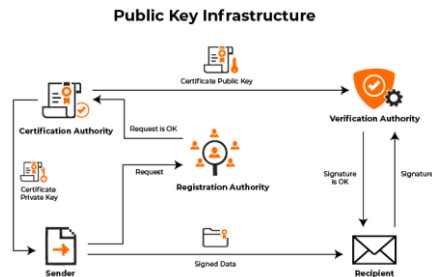 Public Key Infrastructure
Certificate Public Key
Certification Authority
Verification Authority
Request is OK
Certificate
Private Key
Request
Registration Authority
Signature
is OK
Signature
Sender
Signed Data
Recipient